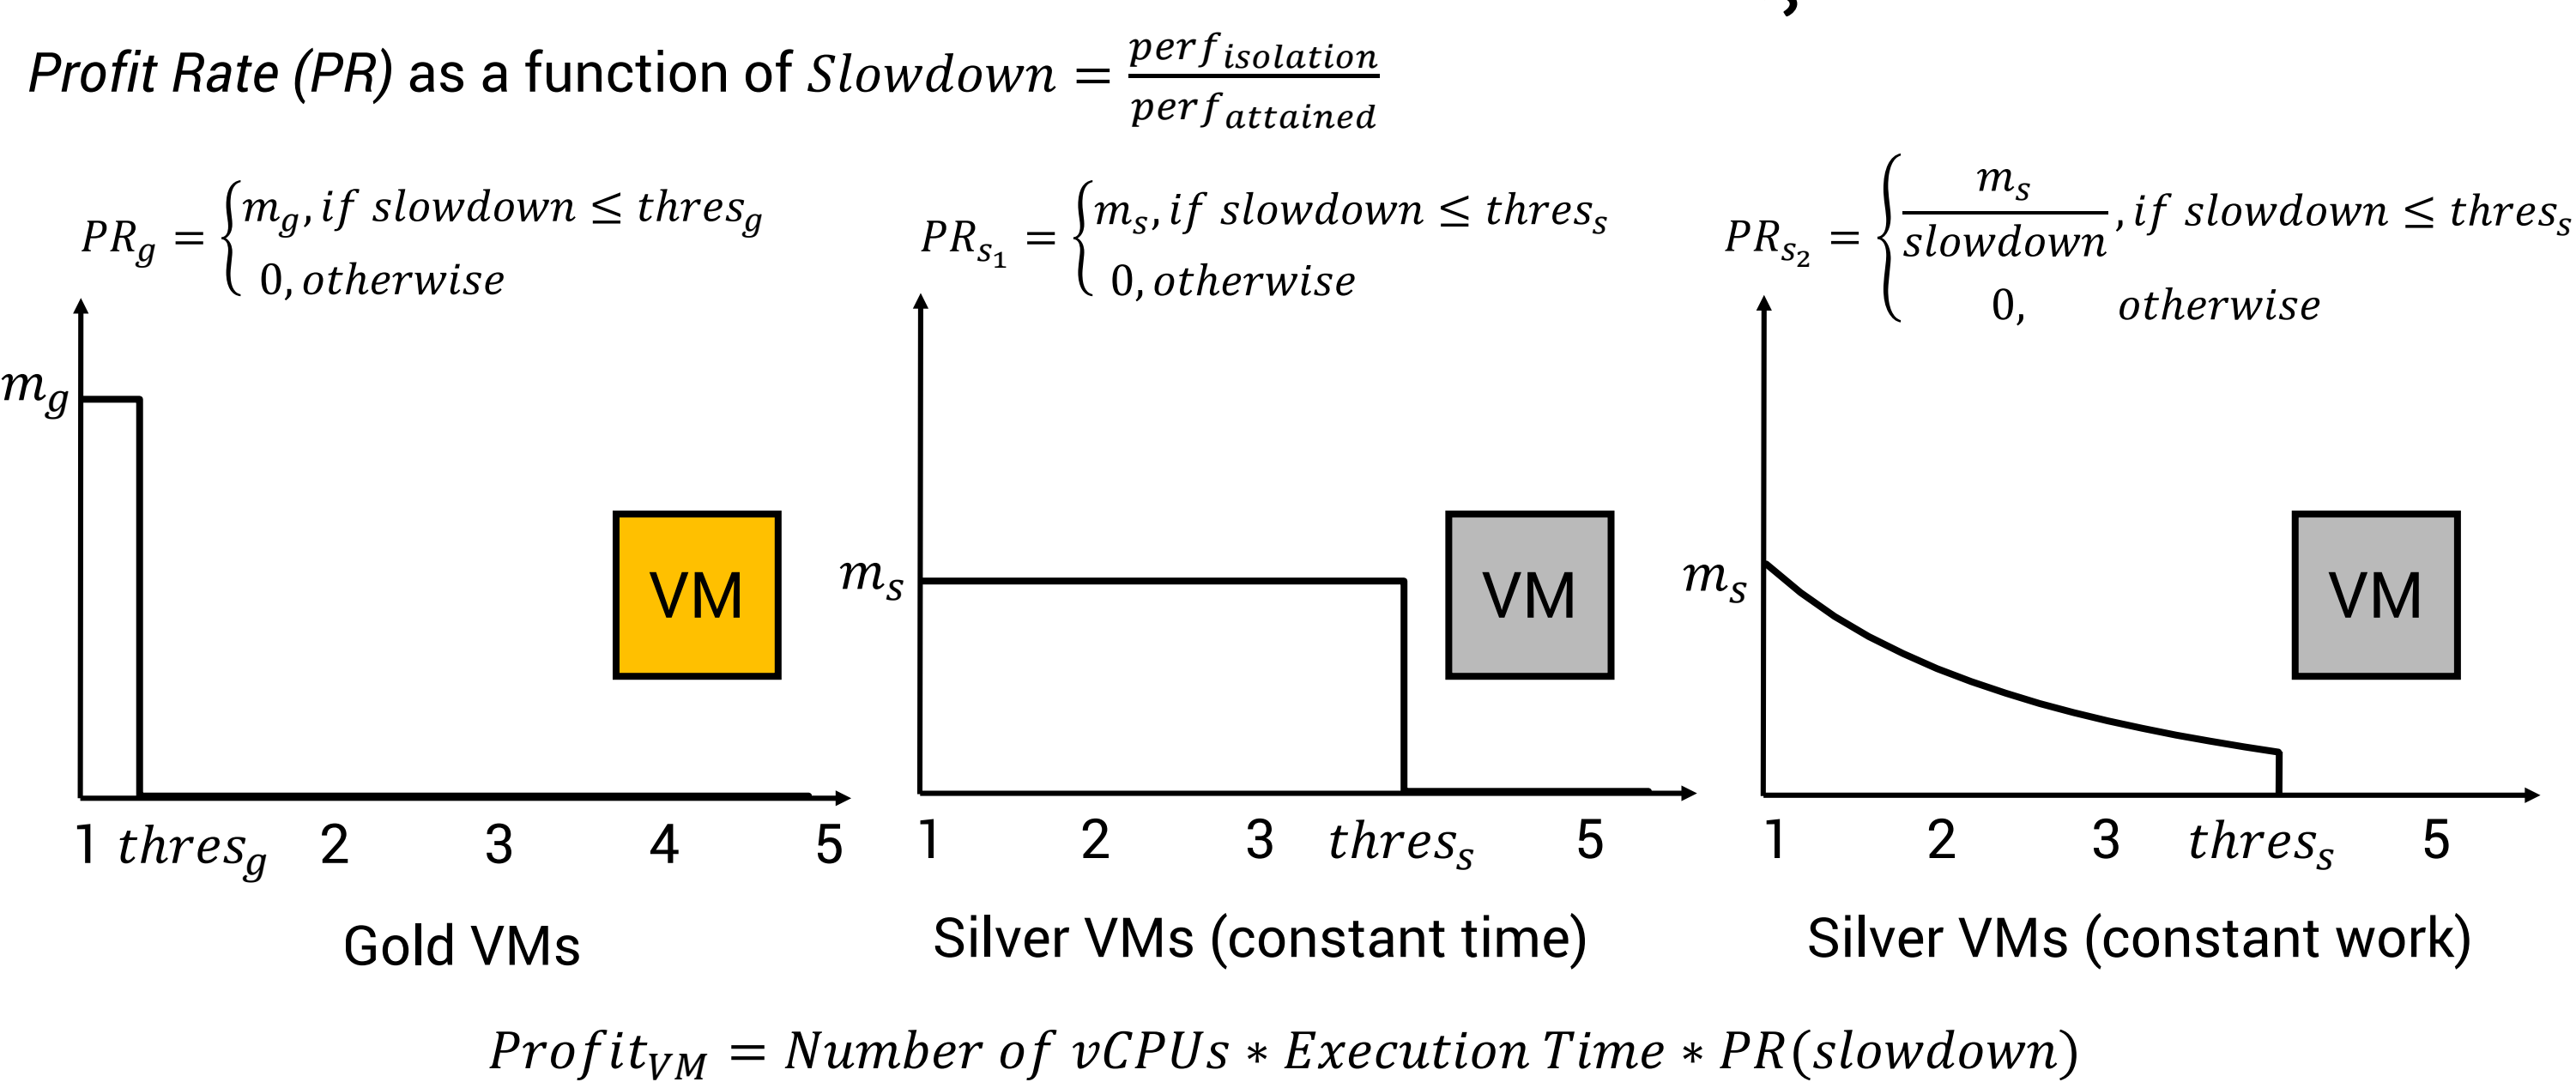 Profit Rate (PR) as a function of Slowdown = perf_isolation / perf_attained
PR_g = { m_g, if slowdown ≤ thres_g
0, otherwise
PR_s₁ = { m_s, if slowdown ≤ thres_s
0, otherwise
PR_s₂ = { m_s / slowdown, if slowdown ≤ thres_s
0, otherwise
m_g
VM
1 thres_g 2 3 4 5
Gold VMs
m_s
VM
1 2 3 thres_s 5
Silver VMs (constant time)
m_s
VM
1 2 3 thres_s 5
Silver VMs (constant work)
Profit_VM = Number of vCPUs * Execution Time * PR(slowdown)